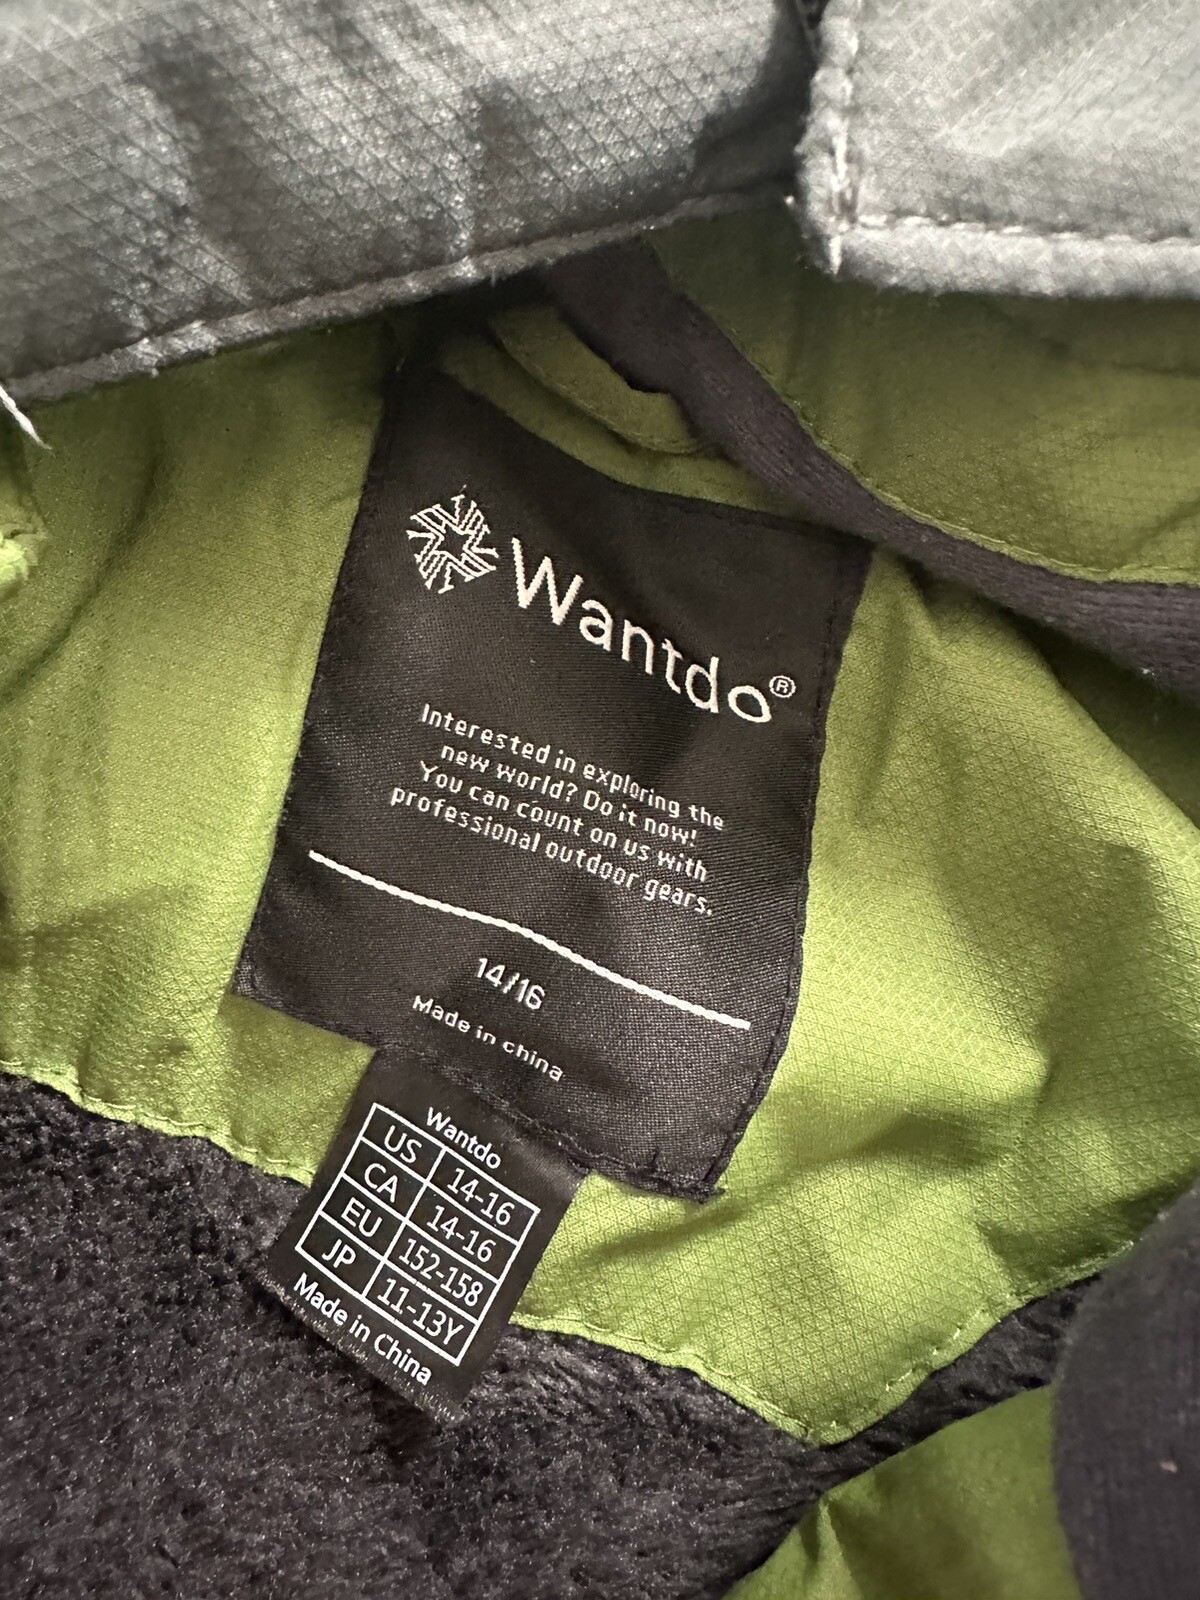 Wantdo®
Interested in exploring the
new world? Do it now!
You can count on us with
professional outdoor gears.
14/16
Made in china
Wantdo
US 14-16
CA 14-16
EU 152-158
JP 11-13Y
Made in China